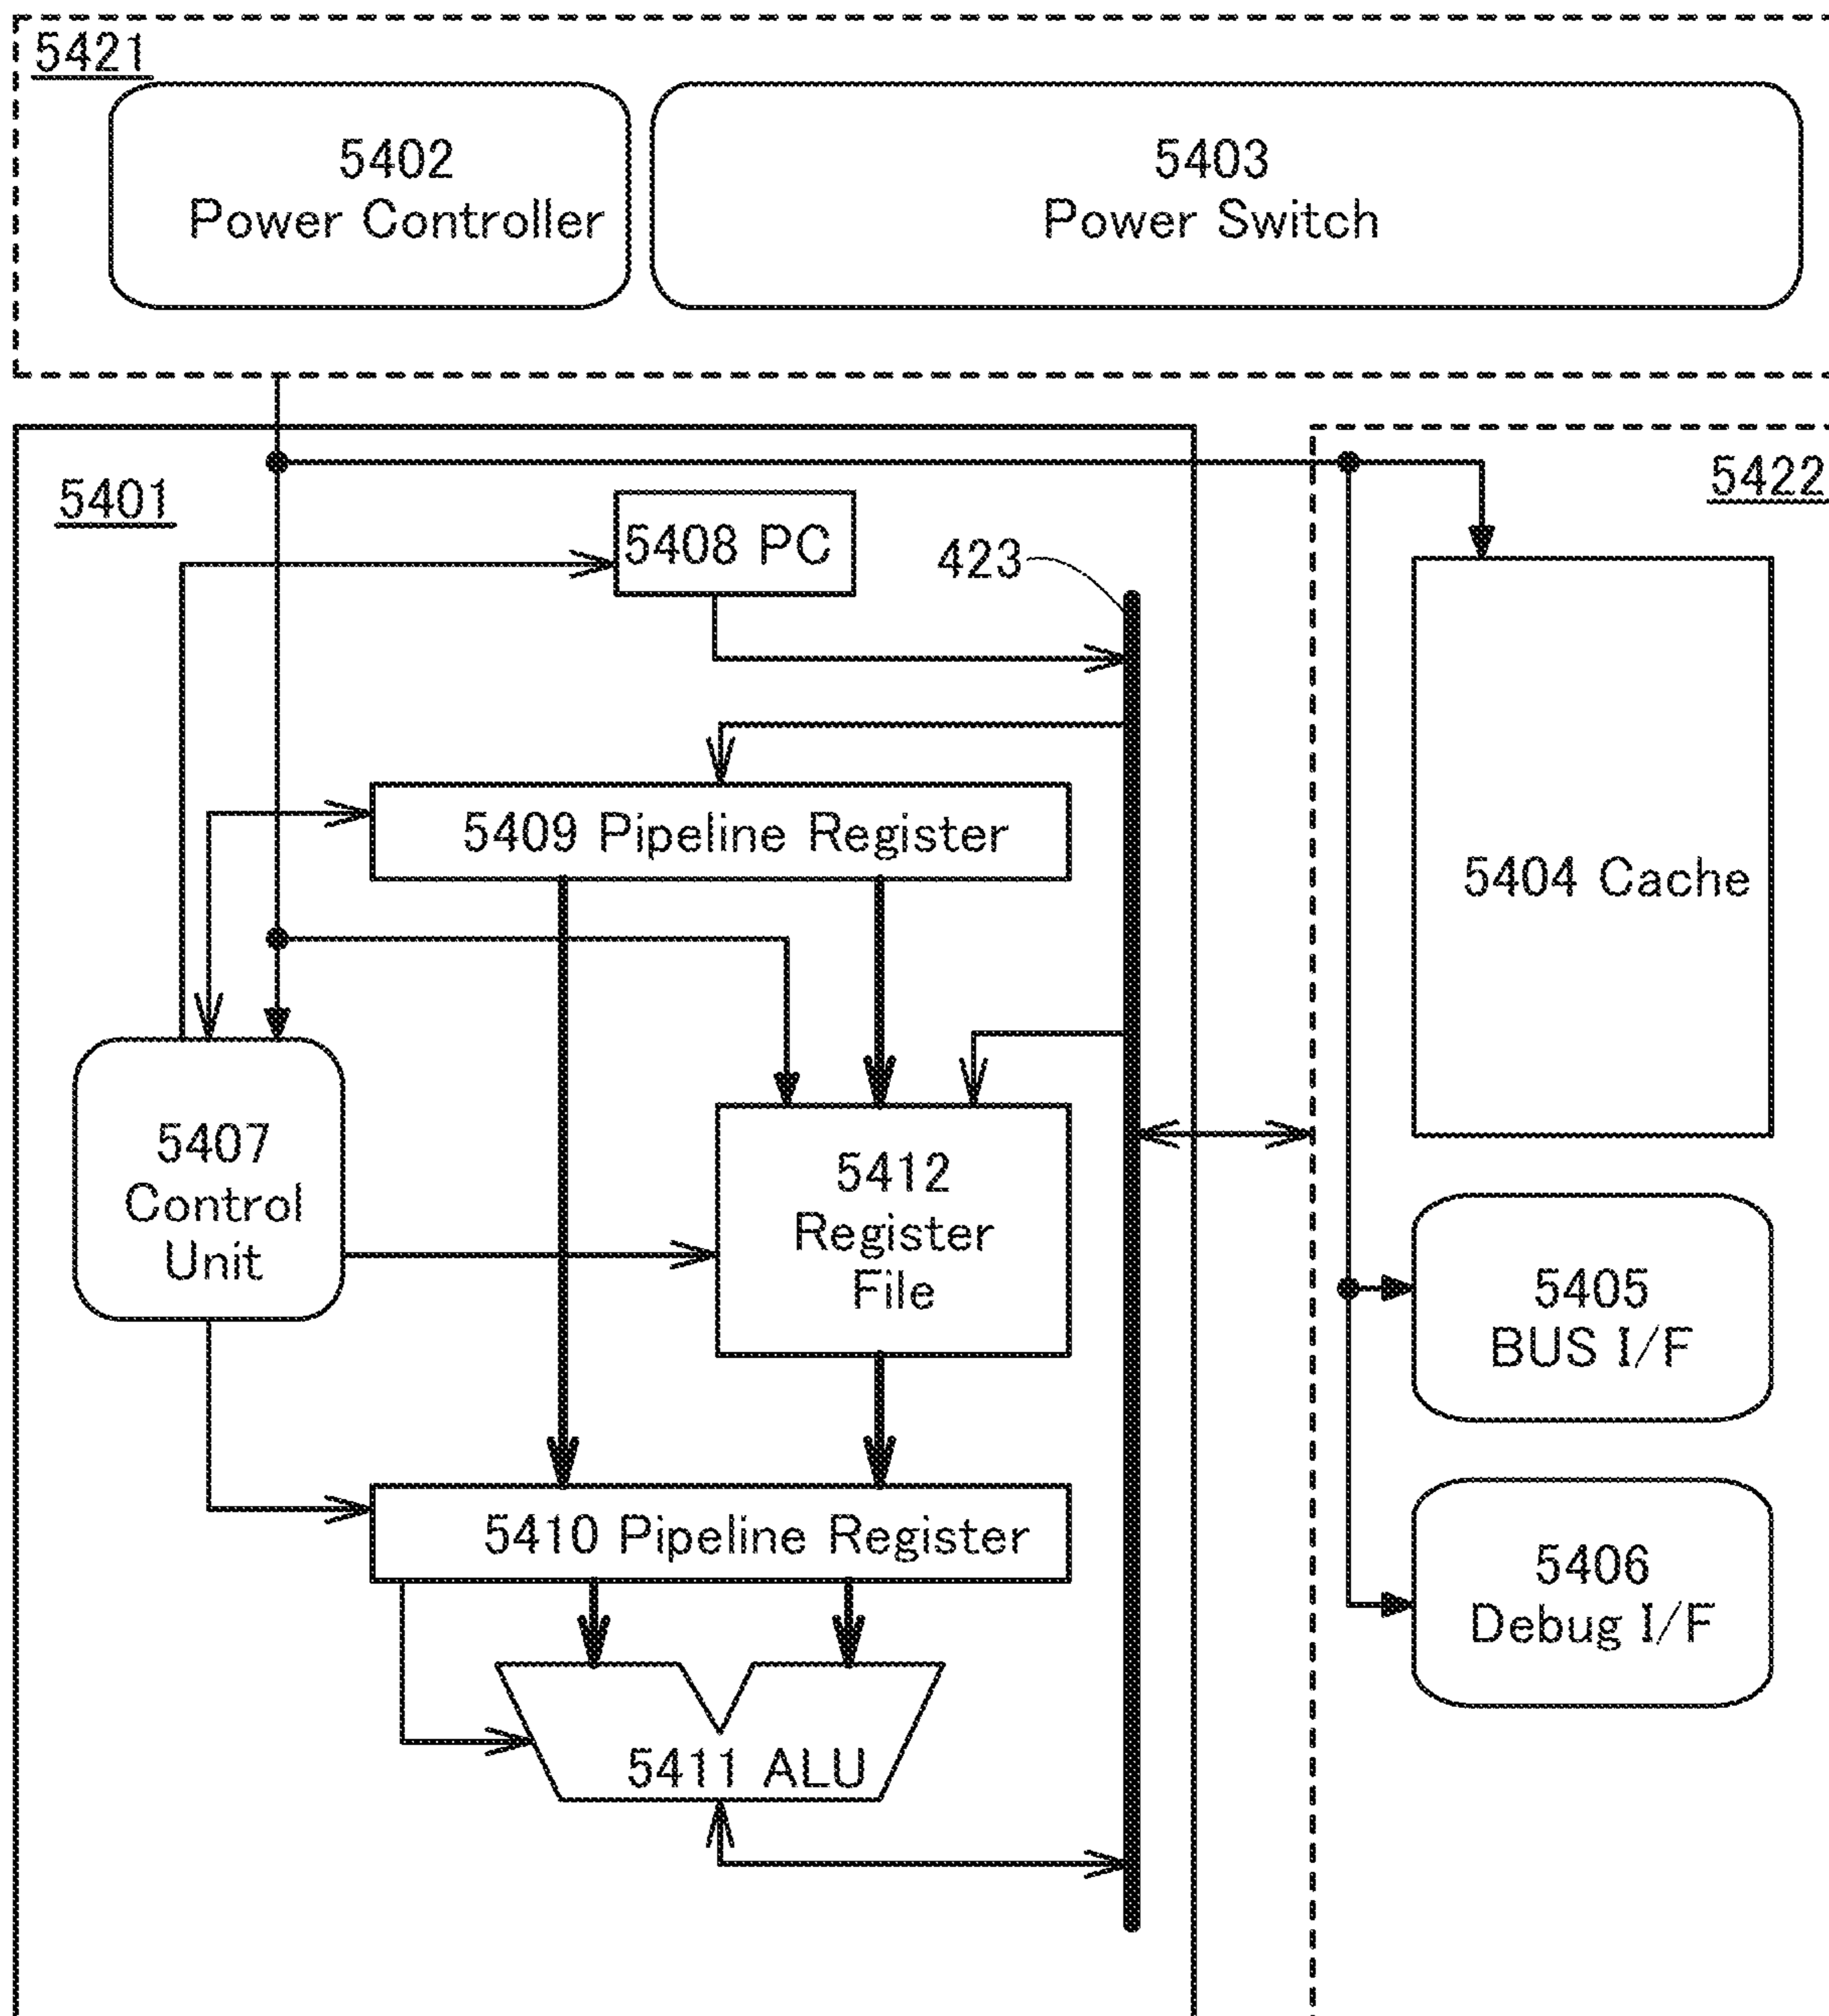 5421
5402
Power Controller
5403
Power Switch
5401
5422
5408 PC
423
5409 Pipeline Register
5404 Cache
5407
Control
Unit
5412
Register
File
5405
BUS I/F
5410 Pipeline Register
5406
Debug I/F
5411 ALU